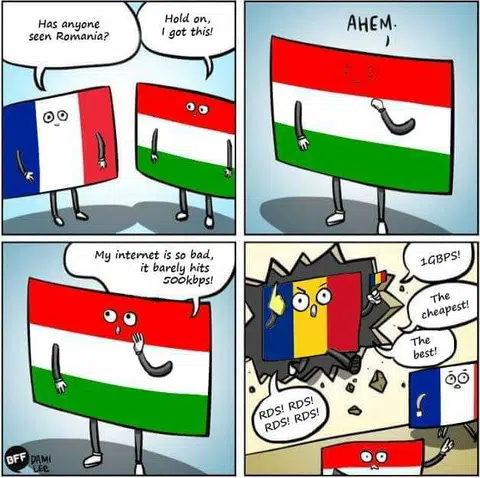 Has anyone
seen Romania?
Hold on,
I got this!
AHEM.
My internet is so bad,
it barely hits
500kbps!
1GBPS!
The
cheapest!
The
best!
RDS! RDS!
RDS! RDS!
BFF
DAMI
LEE